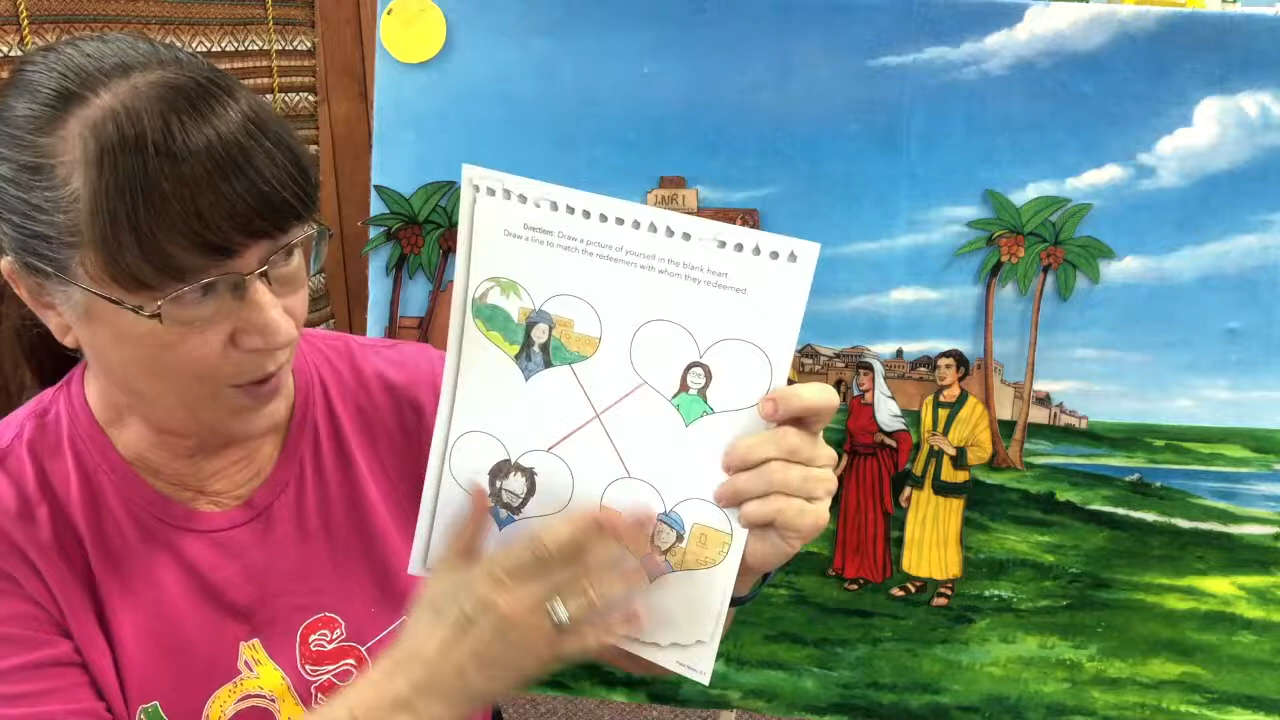 J.N.R.I.
Directions: Draw a picture of yourself in the blank heart.
Draw a line to match the redeemers with whom they redeemed.